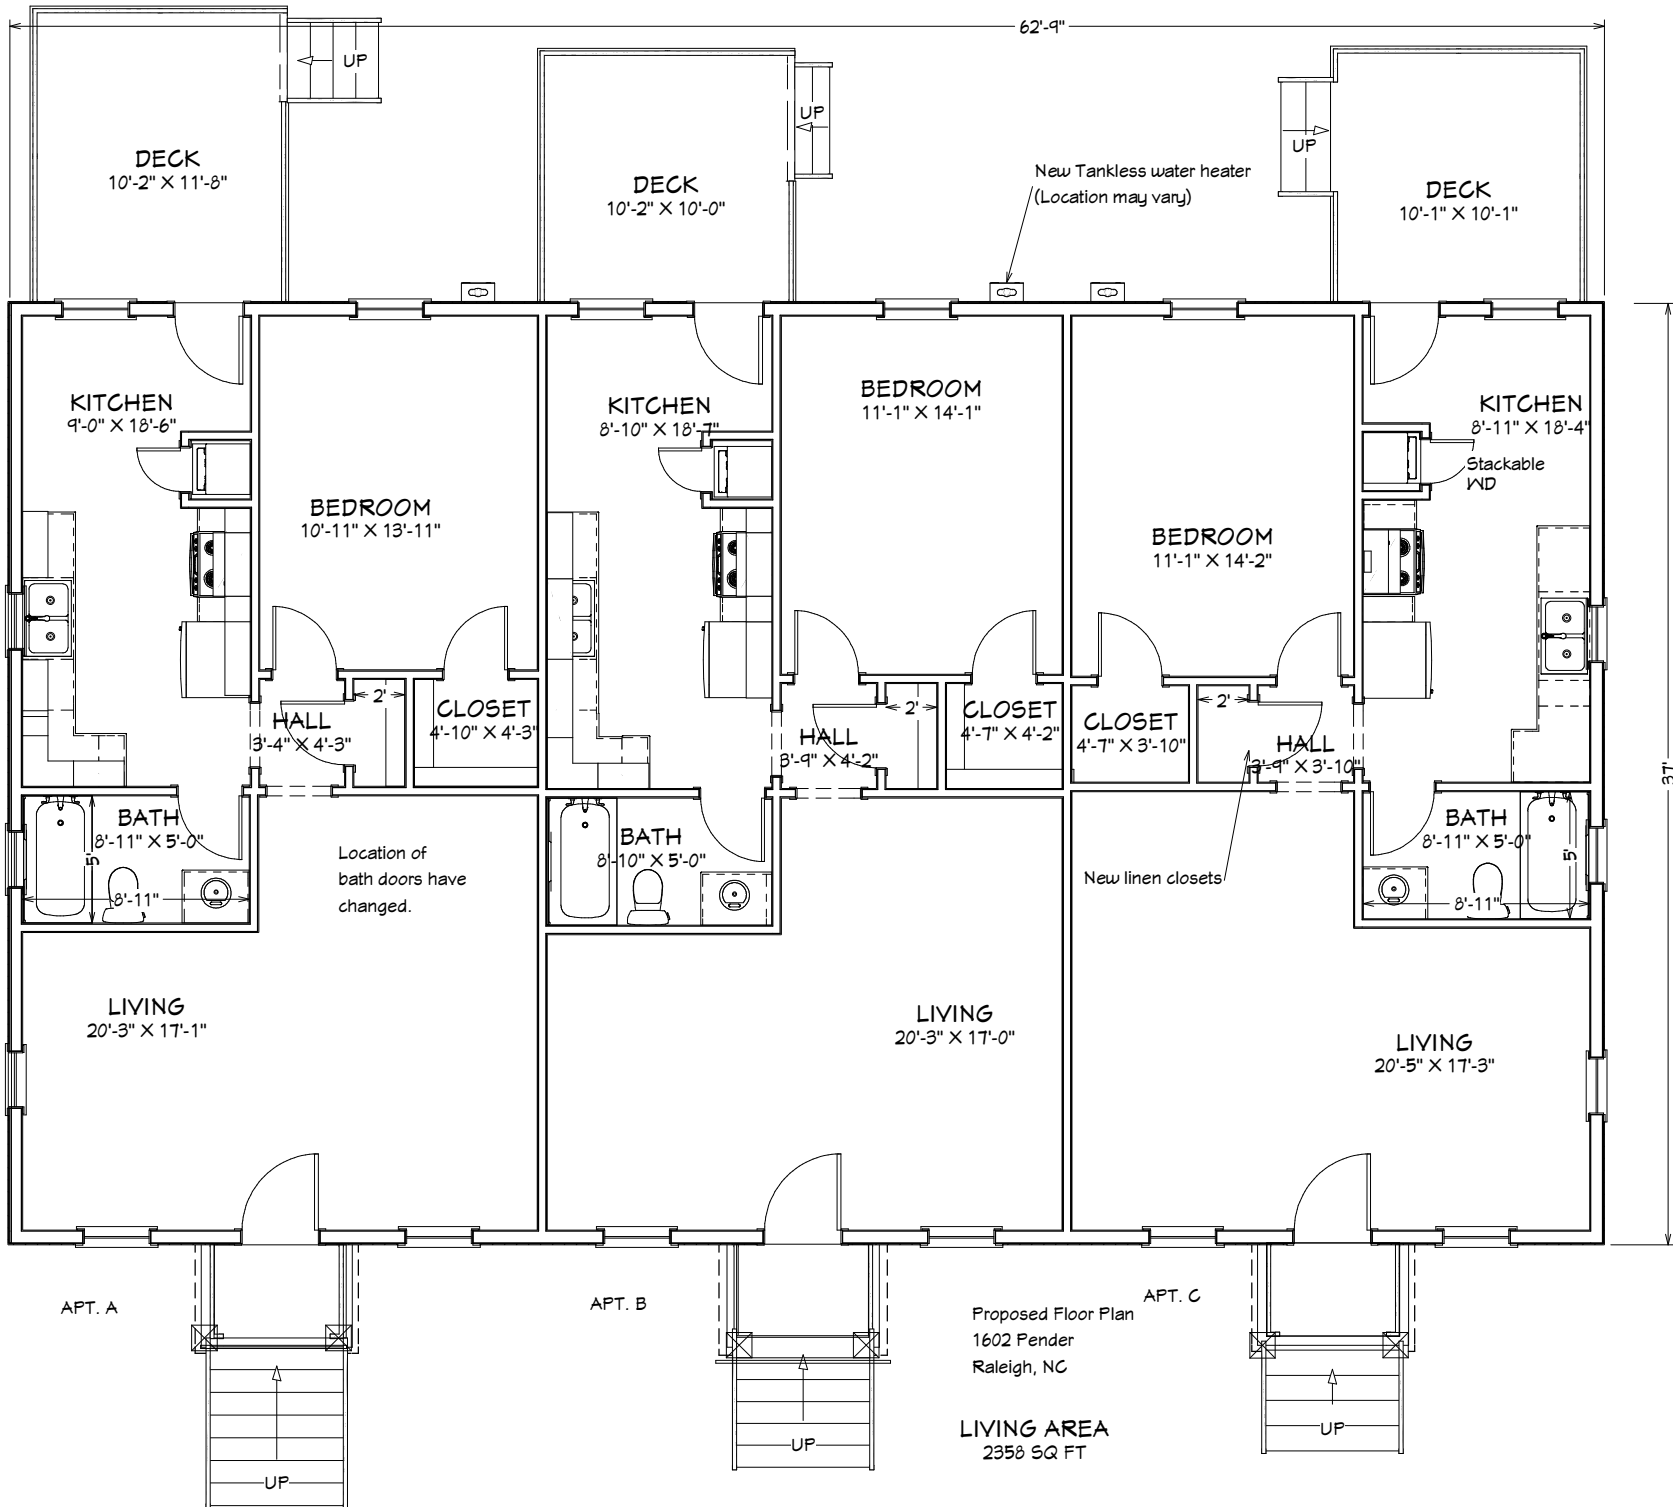 62'-9"
UP
DECK
10'-2" X 11'-8"
UP
DECK
10'-2" X 10'-0"
New Tankless water heater
(Location may vary)
UP
DECK
10'-1" X 10'-1"
KITCHEN
9'-0" X 18'-6"
BEDROOM
10'-11" X 13'-11"
KITCHEN
8'-10" X 18'-7"
BEDROOM
11'-1" X 14'-1"
BEDROOM
11'-1" X 14'-2"
KITCHEN
8'-11" X 18'-4"
Stackable
WD
HALL
3'-4" X 4'-3"
2'
CLOSET
4'-10" X 4'-3"
HALL
3'-9" X 4'-2"
2'
CLOSET
4'-7" X 4'-2"
CLOSET
4'-7" X 3'-10"
2'
HALL
3'-9" X 3'-10"
37'
BATH
8'-11" X 5'-0"
5'
8'-11"
Location of
bath doors have
changed.
BATH
8'-10" X 5'-0"
New linen closets
BATH
8'-11" X 5'-0"
5'
8'-11"
LIVING
20'-3" X 17'-1"
LIVING
20'-3" X 17'-0"
LIVING
20'-5" X 17'-3"
APT. A
APT. B
APT. C
Proposed Floor Plan
1602 Pender
Raleigh, NC
LIVING AREA
2358 SQ FT
UP
UP
UP